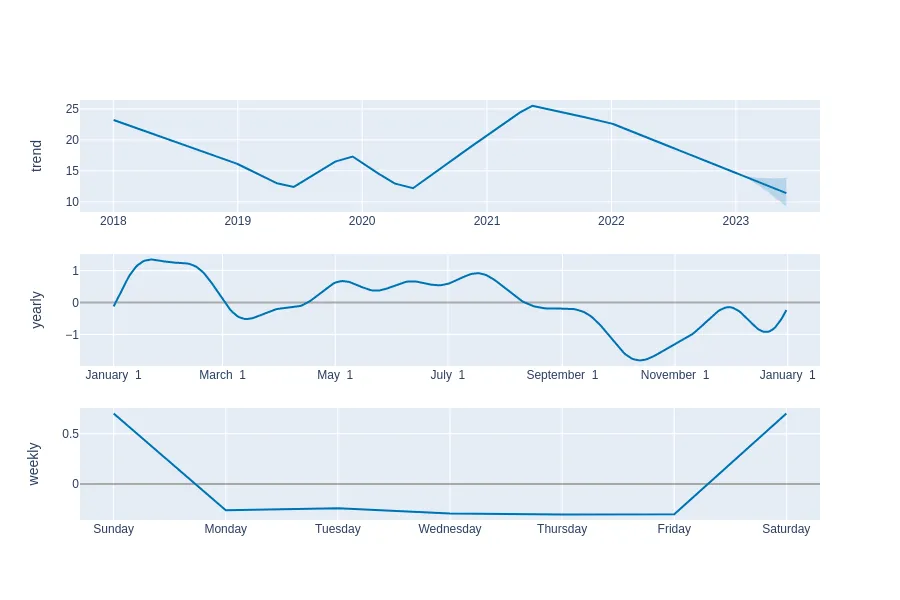 trend
25
20
15
10
2018 2019 2020 2021 2022 2023
yearly
1
0
−1
January 1 March 1 May 1 July 1 September 1 November 1 January 1
weekly
0.5
0
Sunday Monday Tuesday Wednesday Thursday Friday Saturday